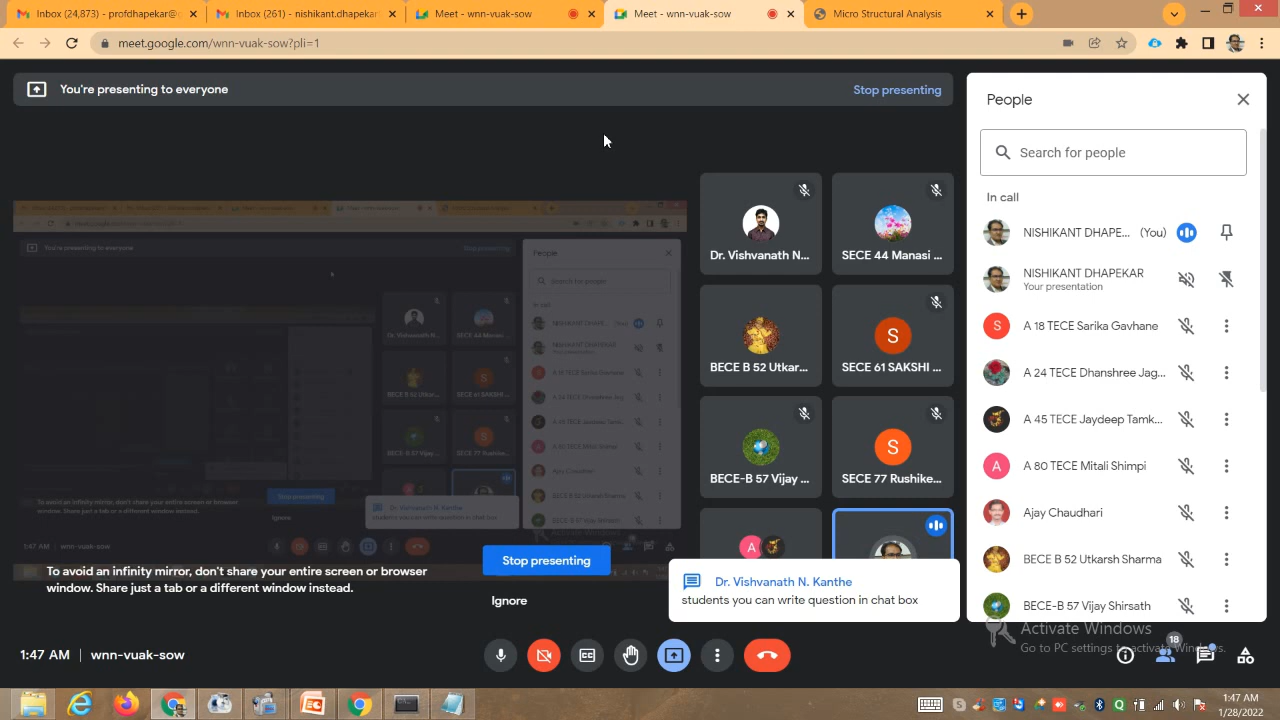 Inbox (24,873) - profdhapekar@
Inbox (261) - nishikant.dhapekar
Meet - wnn-vuak-sow
Meet - wnn-vuak-sow
Micro Structural Analysis
meet.google.com/wnn-vuak-sow?pli=1
You're presenting to everyone
Stop presenting
Dr. Vishvanath N...
SECE 44 Manasi ...
BECE B 52 Utkar...
SECE 61 SAKSHI ...
BECE-B 57 Vijay ...
SECE 77 Rushike...
S
S
A
To avoid an infinity mirror, don't share your entire screen or browser
window. Share just a tab or a different window instead.
Stop presenting
Ignore
Dr. Vishvanath N. Kanthe
students you can write question in chat box
1:47 AM | wnn-vuak-sow
People
Search for people
In call
NISHIKANT DHAPE... (You)
NISHIKANT DHAPEKAR
Your presentation
S A 18 TECE Sarika Gavhane
A 24 TECE Dhanshree Jag...
A 45 TECE Jaydeep Tamk...
A A 80 TECE Mitali Shimpi
Ajay Chaudhari
BECE B 52 Utkarsh Sharma
BECE-B 57 Vijay Shirsath
Activate Windows
Go to PC settings to activate Windows.
18
1:47 AM
1/28/2022